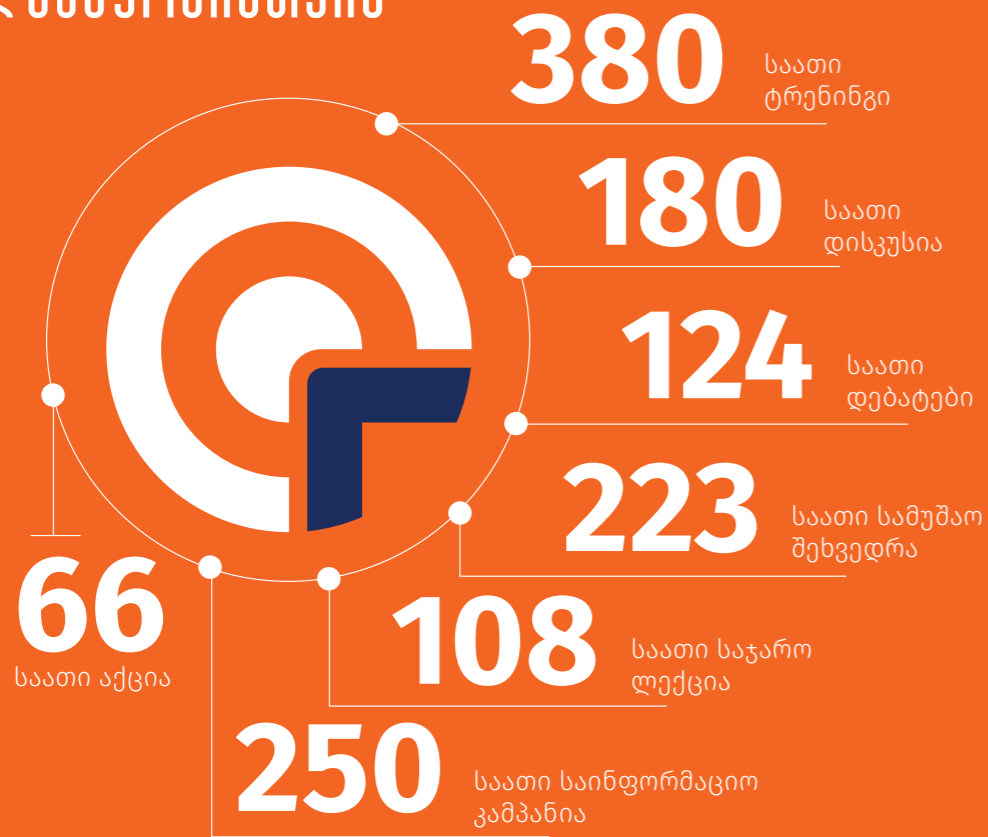 380
საათი
ტრენინგი
180
საათი
დისკუსია
124
საათი
დებატები
223
საათი სამუშაო
შეხვედრა
66
საათი აქცია
108
საათი საჯარო
ლექცია
250
საათი საინფორმაციო
კამპანია